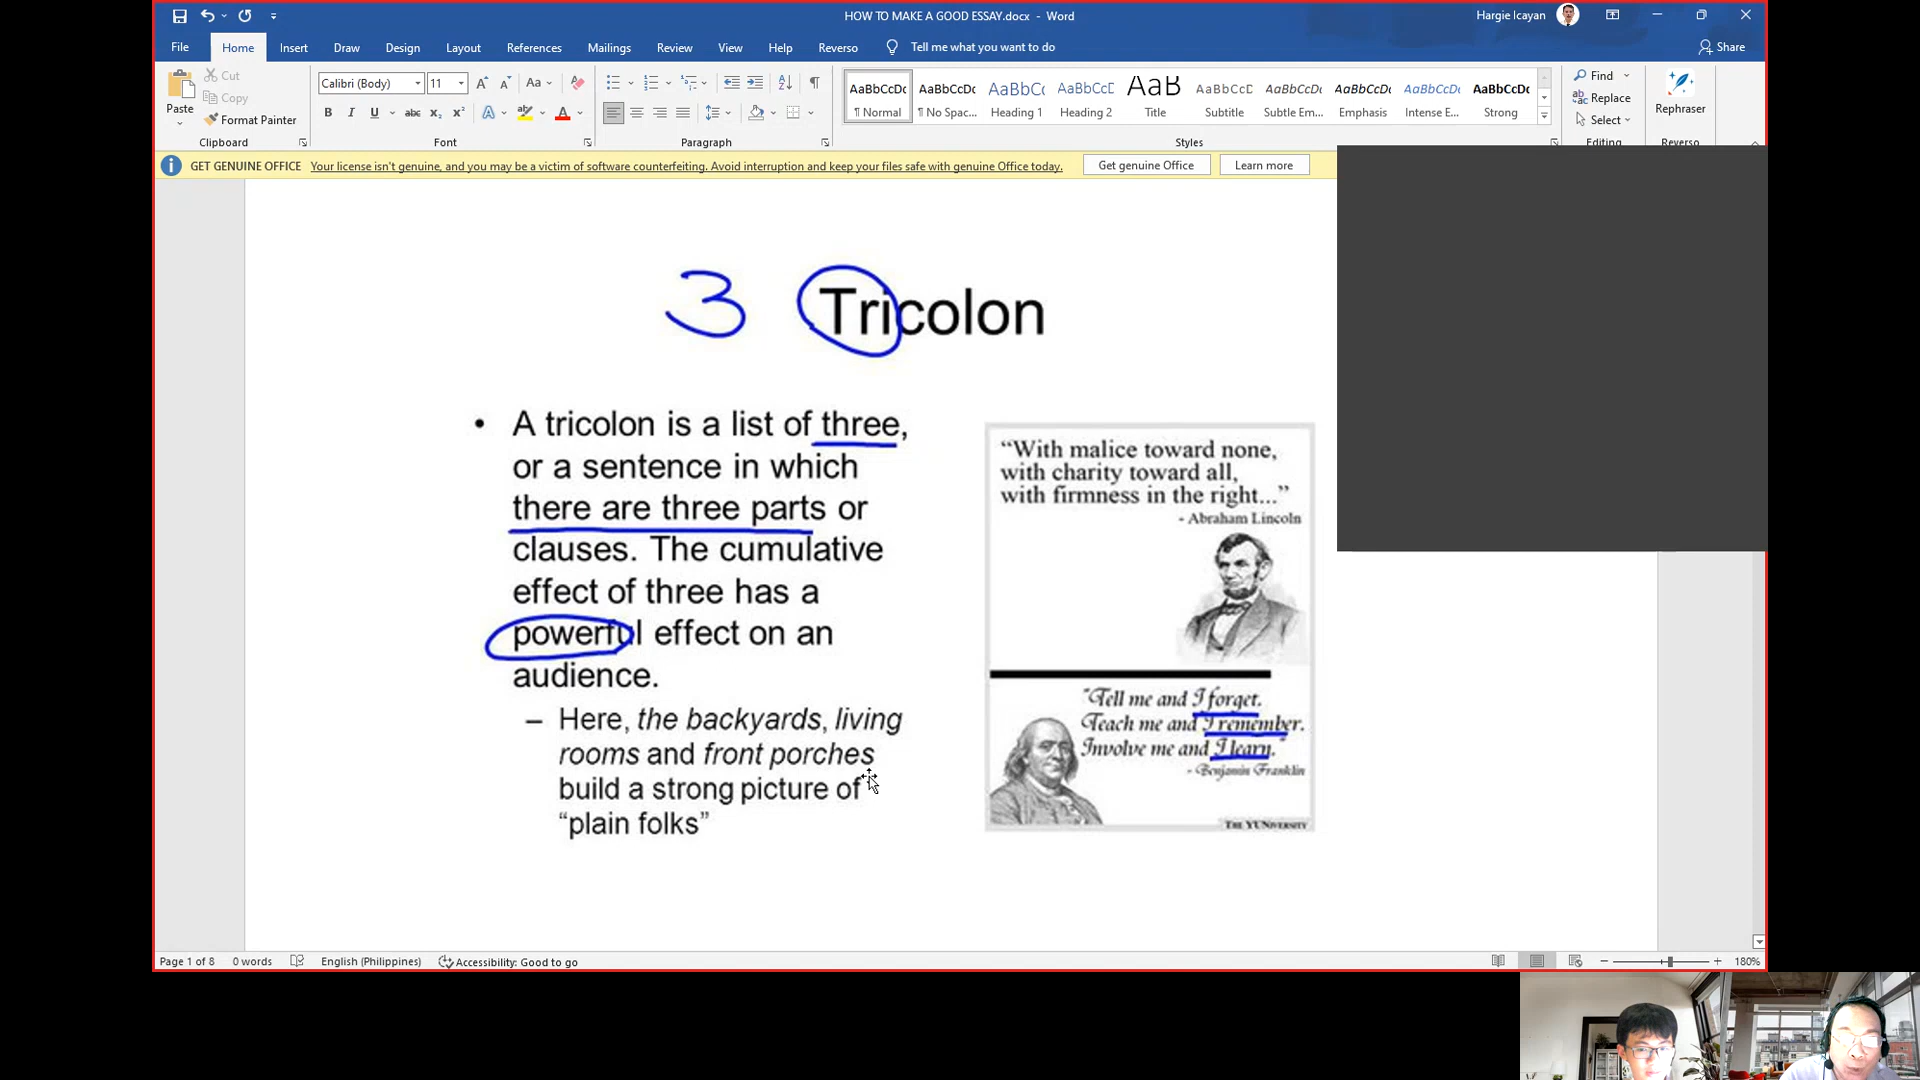 HOW TO MAKE A GOOD ESSAY.docx - Word
Hargie Icayan
File Home Insert Draw Design Layout References Mailings Review View Help Reverso Tell me what you want to do Share
Paste Cut
Copy
Format Painter
Calibri (Body) 11
AaBbCcDc AaBbCcDc AaBbC( AaBbCcD AaB AaBbCcD AaBbCcDc AaBbCcDc AaBbCcDc AaBbCcDc
¶ Normal ¶ No Spac... Heading 1 Heading 2 Title Subtitle Subtle Em... Emphasis Intense E... Strong
Find
Replace
Select
Rephraser
Clipboard Font Paragraph Styles Editing Reverso
GET GENUINE OFFICE Your license isn't genuine, and you may be a victim of software counterfeiting. Avoid interruption and keep your files safe with genuine Office today. Get genuine Office Learn more
3 Tricolon
• A tricolon is a list of three,
or a sentence in which
there are three parts or
clauses. The cumulative
effect of three has a
powerful effect on an
audience.
– Here, the backyards, living
rooms and front porches
build a strong picture of
“plain folks”
“With malice toward none,
with charity toward all,
with firmness in the right...”
- Abraham Lincoln
"Tell me and I forget.
Teach me and I remember.
Involve me and I learn."
- Benjamin Franklin
THE YUNIVERSITY
Page 1 of 8 0 words English (Philippines) Accessibility: Good to go 180%